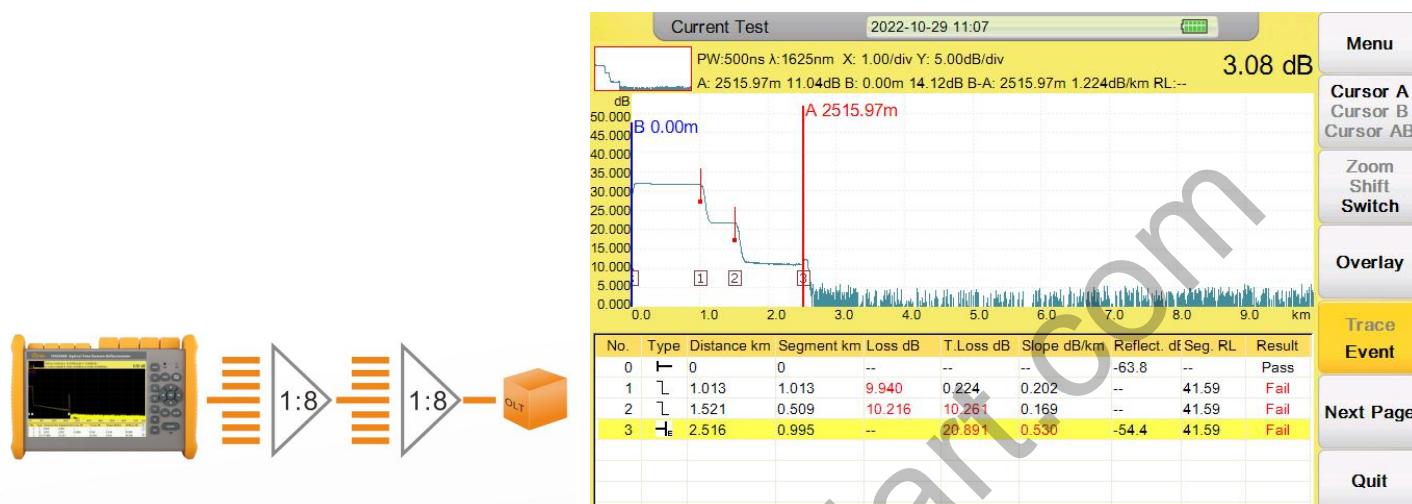 1:8
1:8
OLT
Current Test 2022-10-29 11:07
PW:500ns λ:1625nm X: 1.00/div Y: 5.00dB/div
3.08 dB
A: 2515.97m 11.04dB B: 0.00m 14.12dB B-A: 2515.97m 1.224dB/km RL:--
dB
50.000
45.000
40.000
35.000
30.000
25.000
20.000
15.000
10.000
5.000
0.000
B 0.00m
A 2515.97m
1 2 3
0.0 1.0 2.0 3.0 4.0 5.0 6.0 7.0 8.0 9.0 km
No. Type Distance km Segment km Loss dB T.Loss dB Slope dB/km Reflect. dE Seg. RL Result
0 0 0 -- -- -- -63.8 -- Pass
1 1.013 1.013 9.940 0.224 0.202 -- 41.59 Fail
2 1.521 0.509 10.216 10.261 0.169 -- 41.59 Fail
3 E 2.516 0.995 -- 20.891 0.530 -54.4 41.59 Fail
Menu
Cursor A
Cursor B
Cursor AB
Zoom
Shift
Switch
Overlay
Trace
Event
Next Page
Quit
art.com